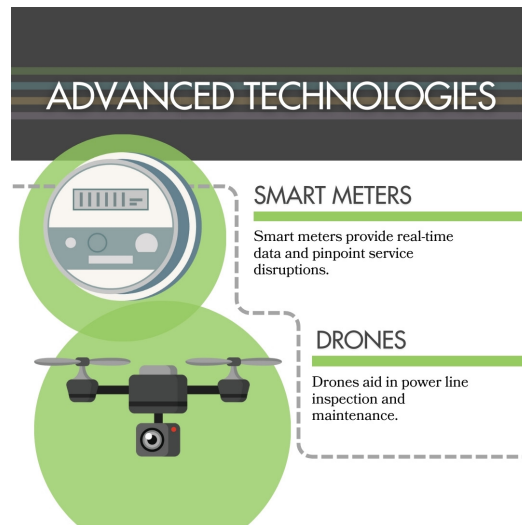 ADVANCED TECHNOLOGIES
SMART METERS
Smart meters provide real-time
data and pinpoint service
disruptions.
DRONES
Drones aid in power line
inspection and
maintenance.